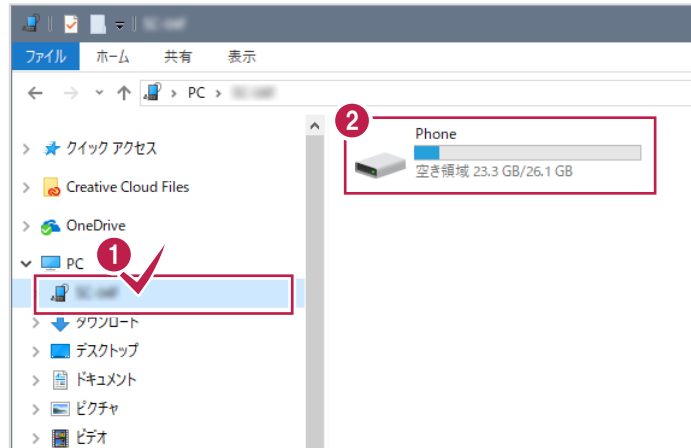 ファイル ホーム 共有 表示
PC
2
Phone
空き領域 23.3 GB/26.1 GB
クイック アクセス
Creative Cloud Files
OneDrive
1
PC
ダウンロード
デスクトップ
ドキュメント
ピクチャ
ビデオ